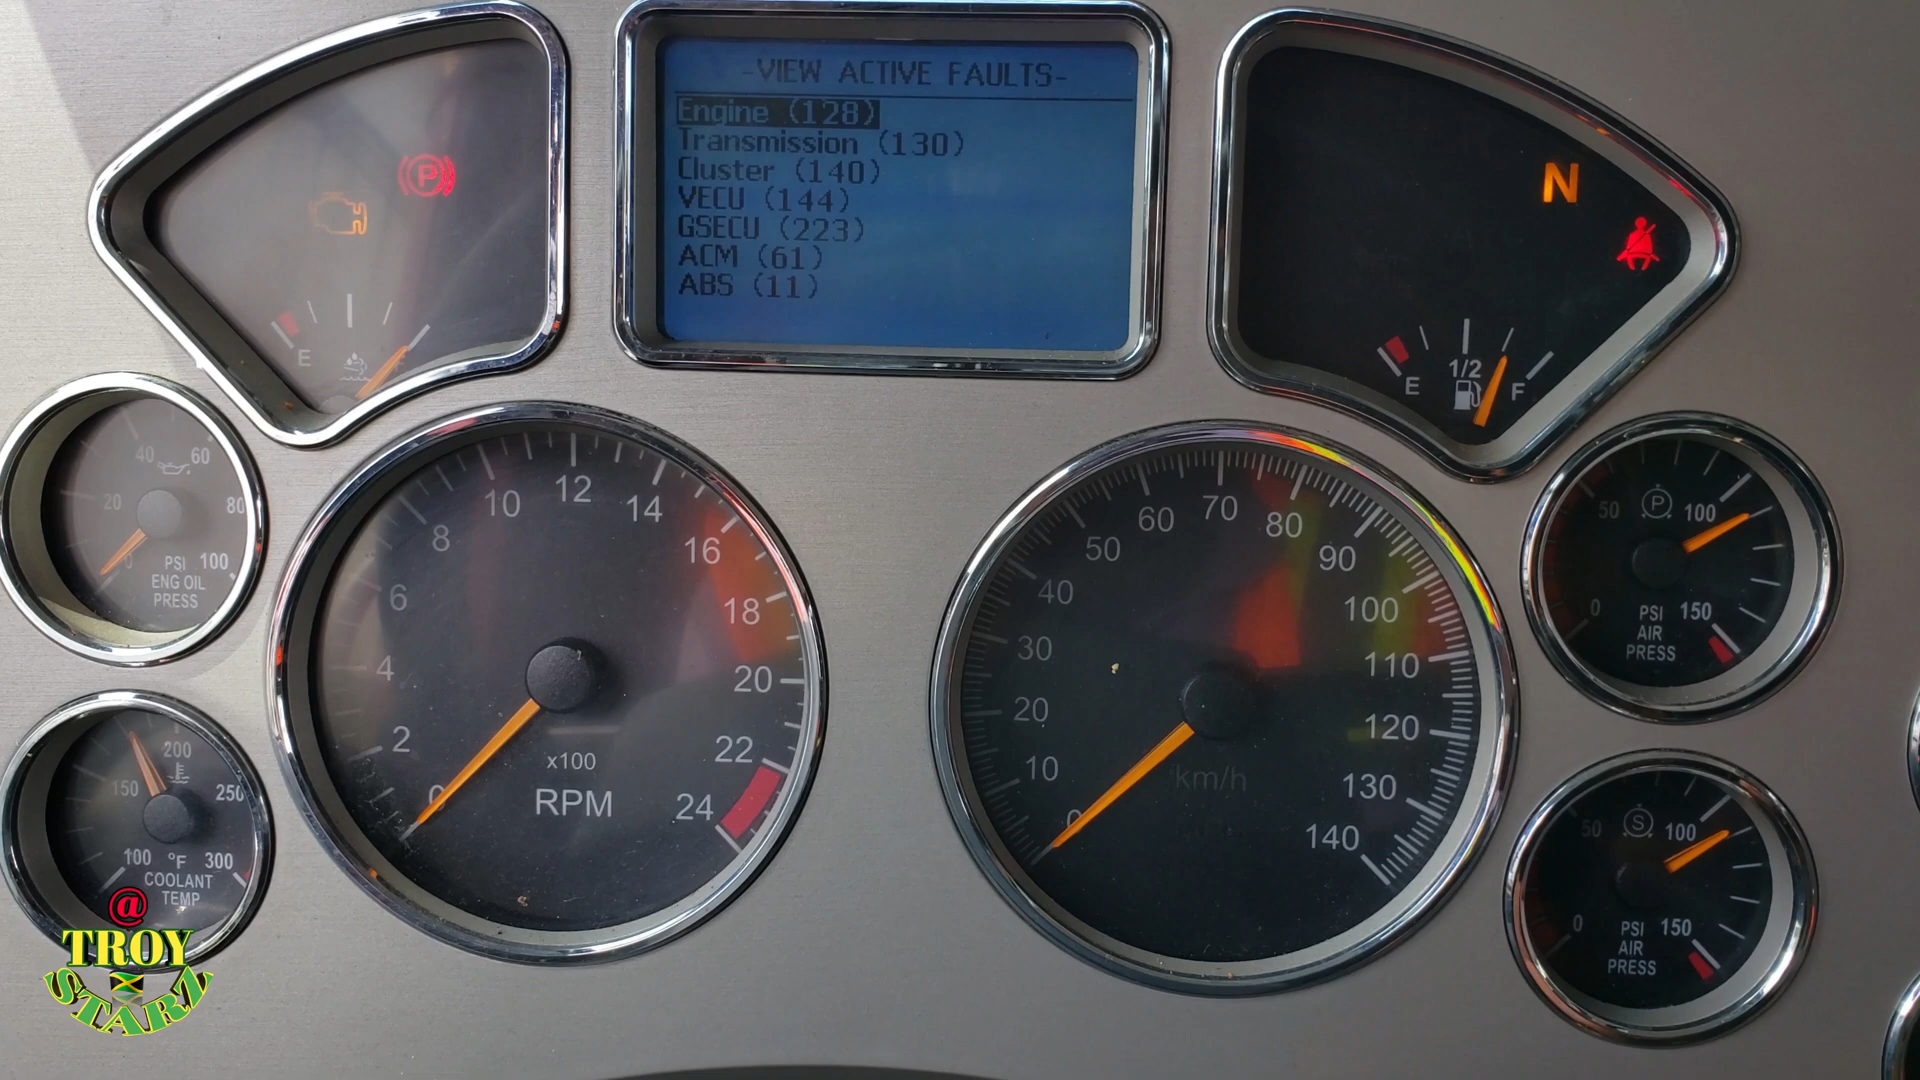 -VIEW ACTIVE FAULTS-
Engine (128)
Transmission (130)
Cluster (140)
VECU (144)
GSECU (223)
ACM (61)
ABS (11)
P
E
F
N
1/2
E
F
40
60
20
80
0
PSI
100
ENG OIL
PRESS
0
2
4
6
8
10
12
14
16
18
20
22
24
x100
RPM
0
10
20
30
40
50
60
70
80
90
100
110
120
130
140
km/h
50
P
100
0
PSI
150
AIR
PRESS
200
150
250
100
°F
300
COOLANT
TEMP
50
S
100
0
PSI
150
AIR
PRESS
@
TROY
STARZ